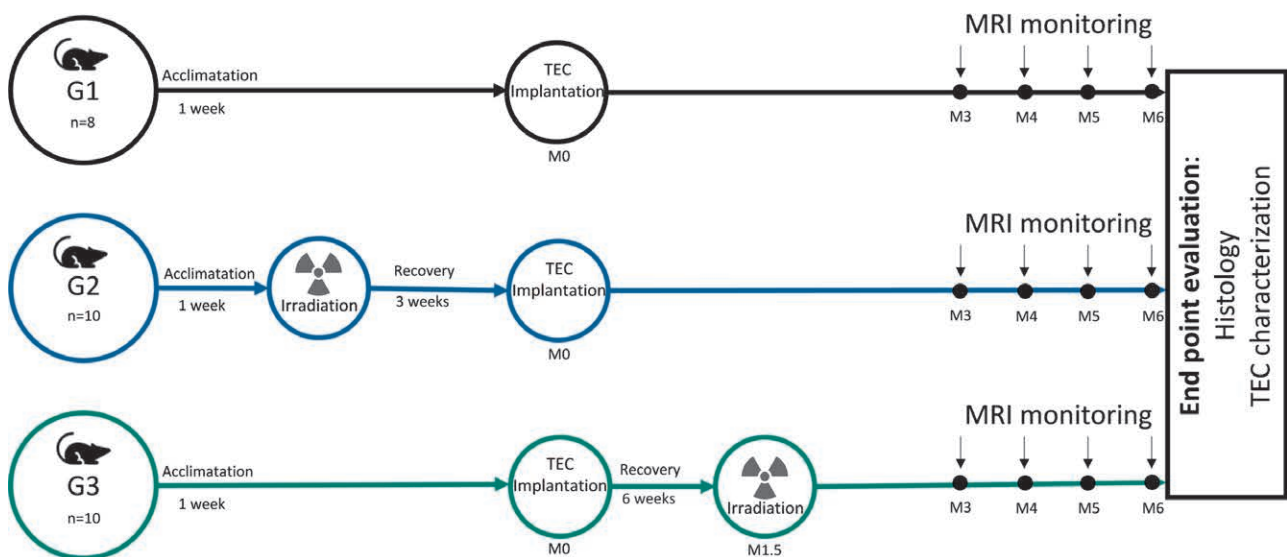 MRI monitoring
G1
n=8
Acclimatation
1 week
TEC
Implantation
M0
M3
M4
M5
M6
MRI monitoring
G2
n=10
Acclimatation
1 week
Irradiation
Recovery
3 weeks
TEC
Implantation
M0
M3
M4
M5
M6
MRI monitoring
G3
n=10
Acclimatation
1 week
TEC
Implantation
M0
Recovery
6 weeks
Irradiation
M1.5
M3
M4
M5
M6
End point evaluation:
Histology
TEC characterization